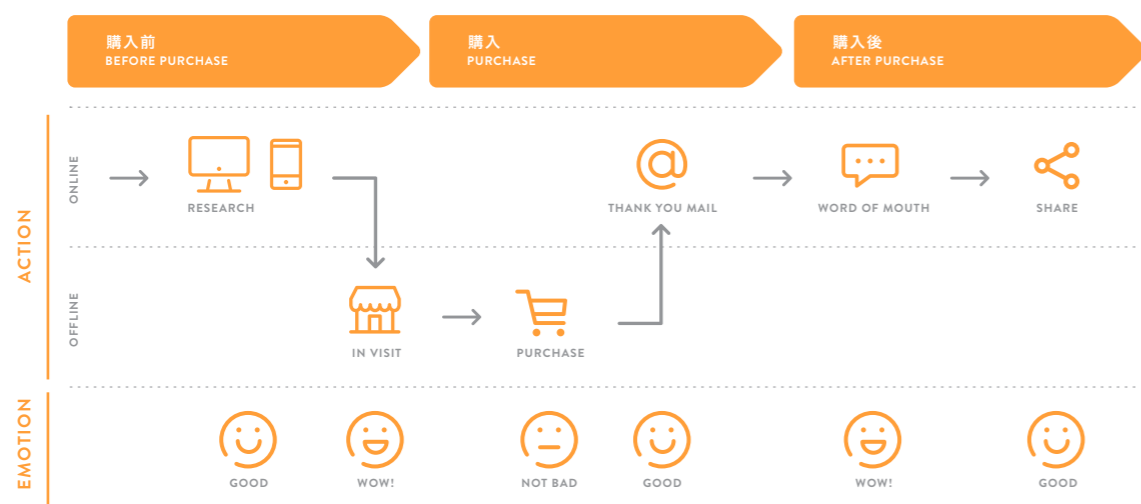 購入前
BEFORE PURCHASE
購入
PURCHASE
購入後
AFTER PURCHASE
ACTION
ONLINE
RESEARCH
THANK YOU MAIL
WORD OF MOUTH
SHARE
OFFLINE
IN VISIT
PURCHASE
EMOTION
GOOD
WOW!
NOT BAD
GOOD
WOW!
GOOD